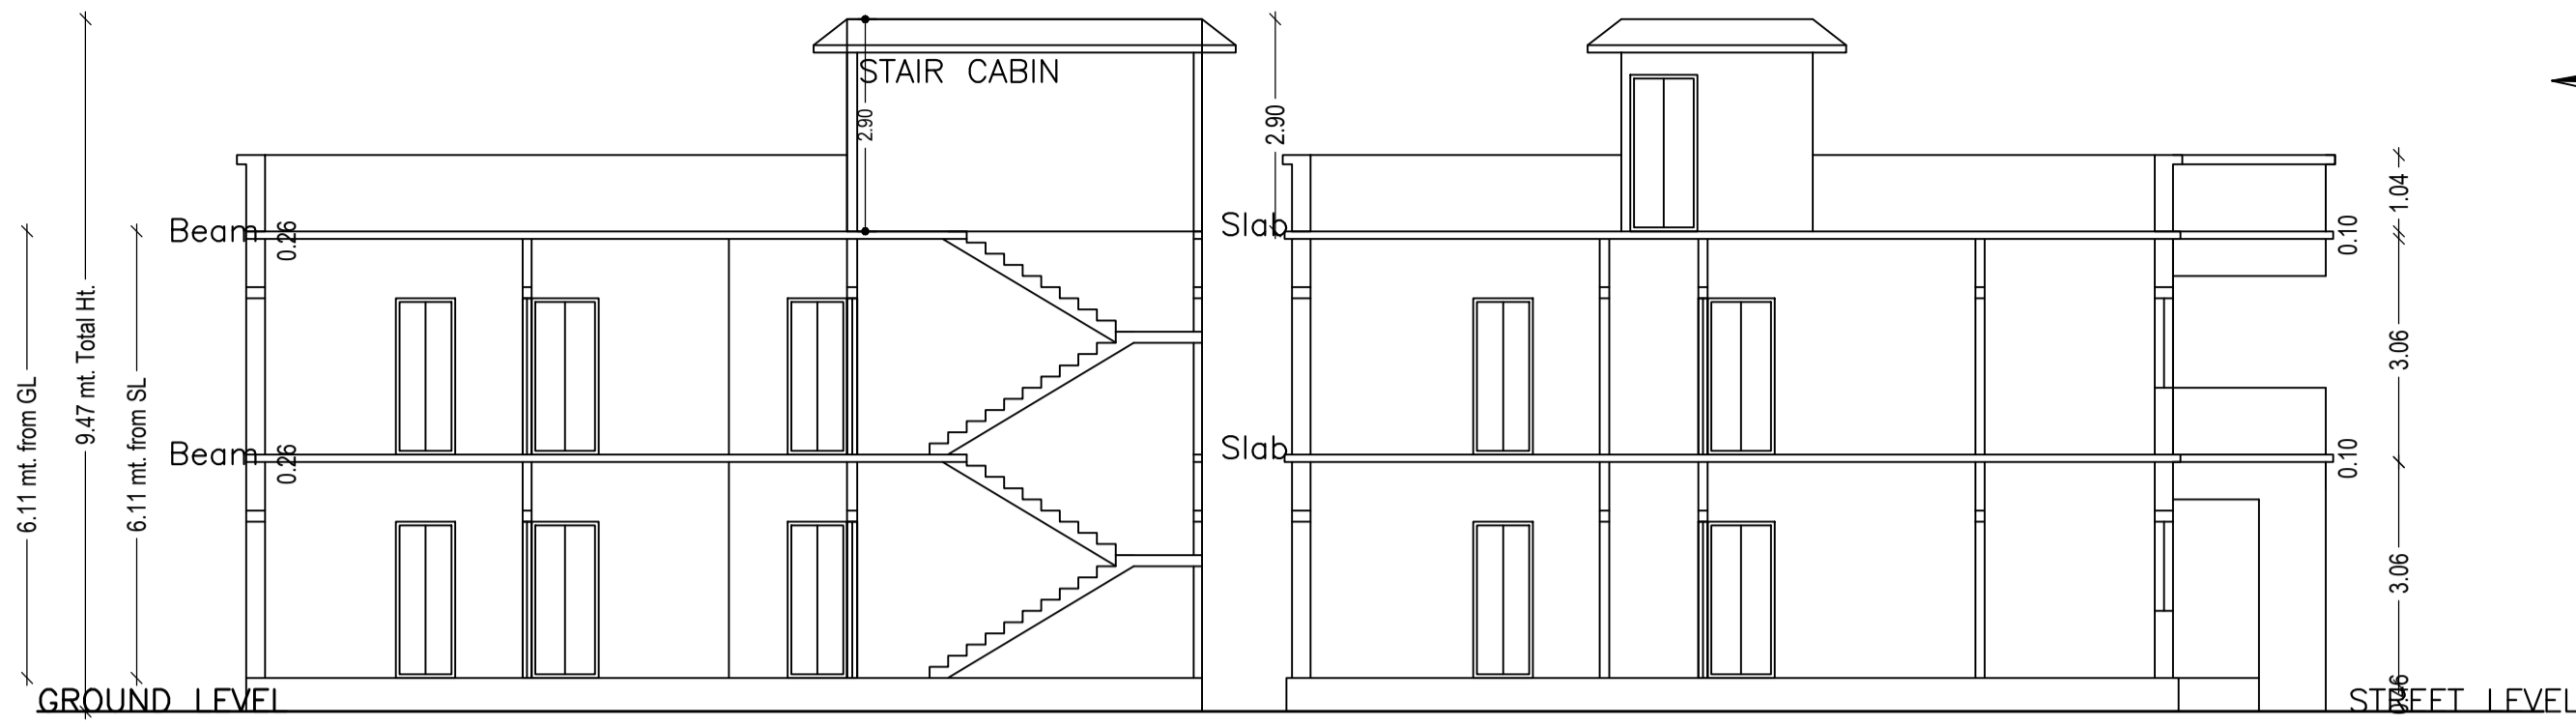 STAIR CABIN
2.90
2.90
1.04
Beam
0.26
Slab
0.10
9.47 mt. Total Ht.
6.11 mt. from GL
6.11 mt. from SL
3.06
Beam
0.26
Slab
0.10
3.06
GROUND LEVEL
STREET LEVEL